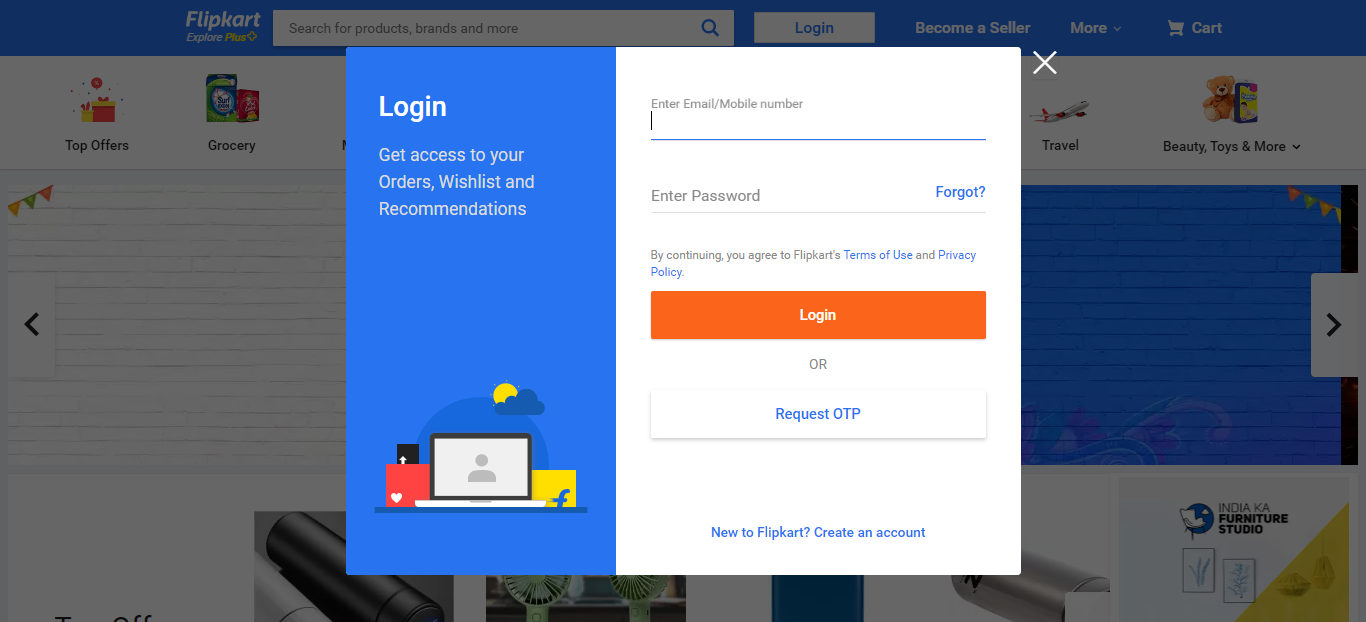 Flipkart
Explore Plus
Search for products, brands and more
Login
Become a Seller
More
Cart
Top Offers
Grocery
Travel
Beauty, Toys & More
Login
Get access to your
Orders, Wishlist and
Recommendations
Enter Email/Mobile number
Enter Password
Forgot?
By continuing, you agree to Flipkart's Terms of Use and Privacy
Policy.
Login
OR
Request OTP
New to Flipkart? Create an account
INDIA KA
FURNITURE
STUDIO